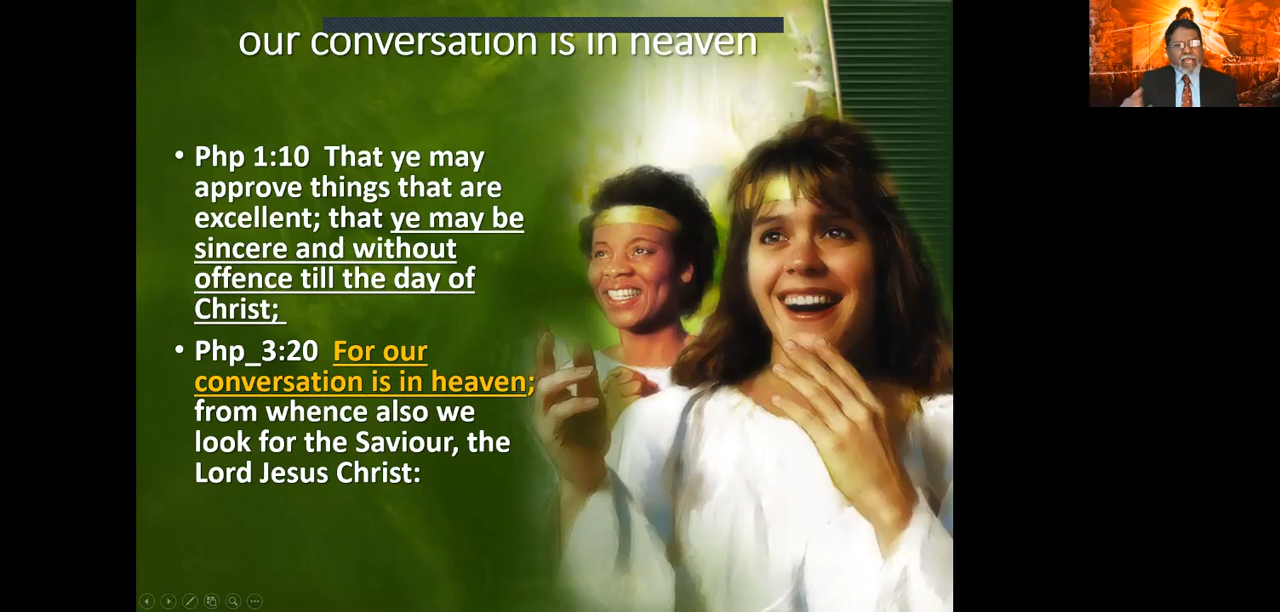 our conversation is in heaven
• Php 1:10 That ye may
approve things that are
excellent; that ye may be
sincere and without
offence till the day of
Christ;
• Php_3:20 For our
conversation is in heaven;
from whence also we
look for the Saviour, the
Lord Jesus Christ: